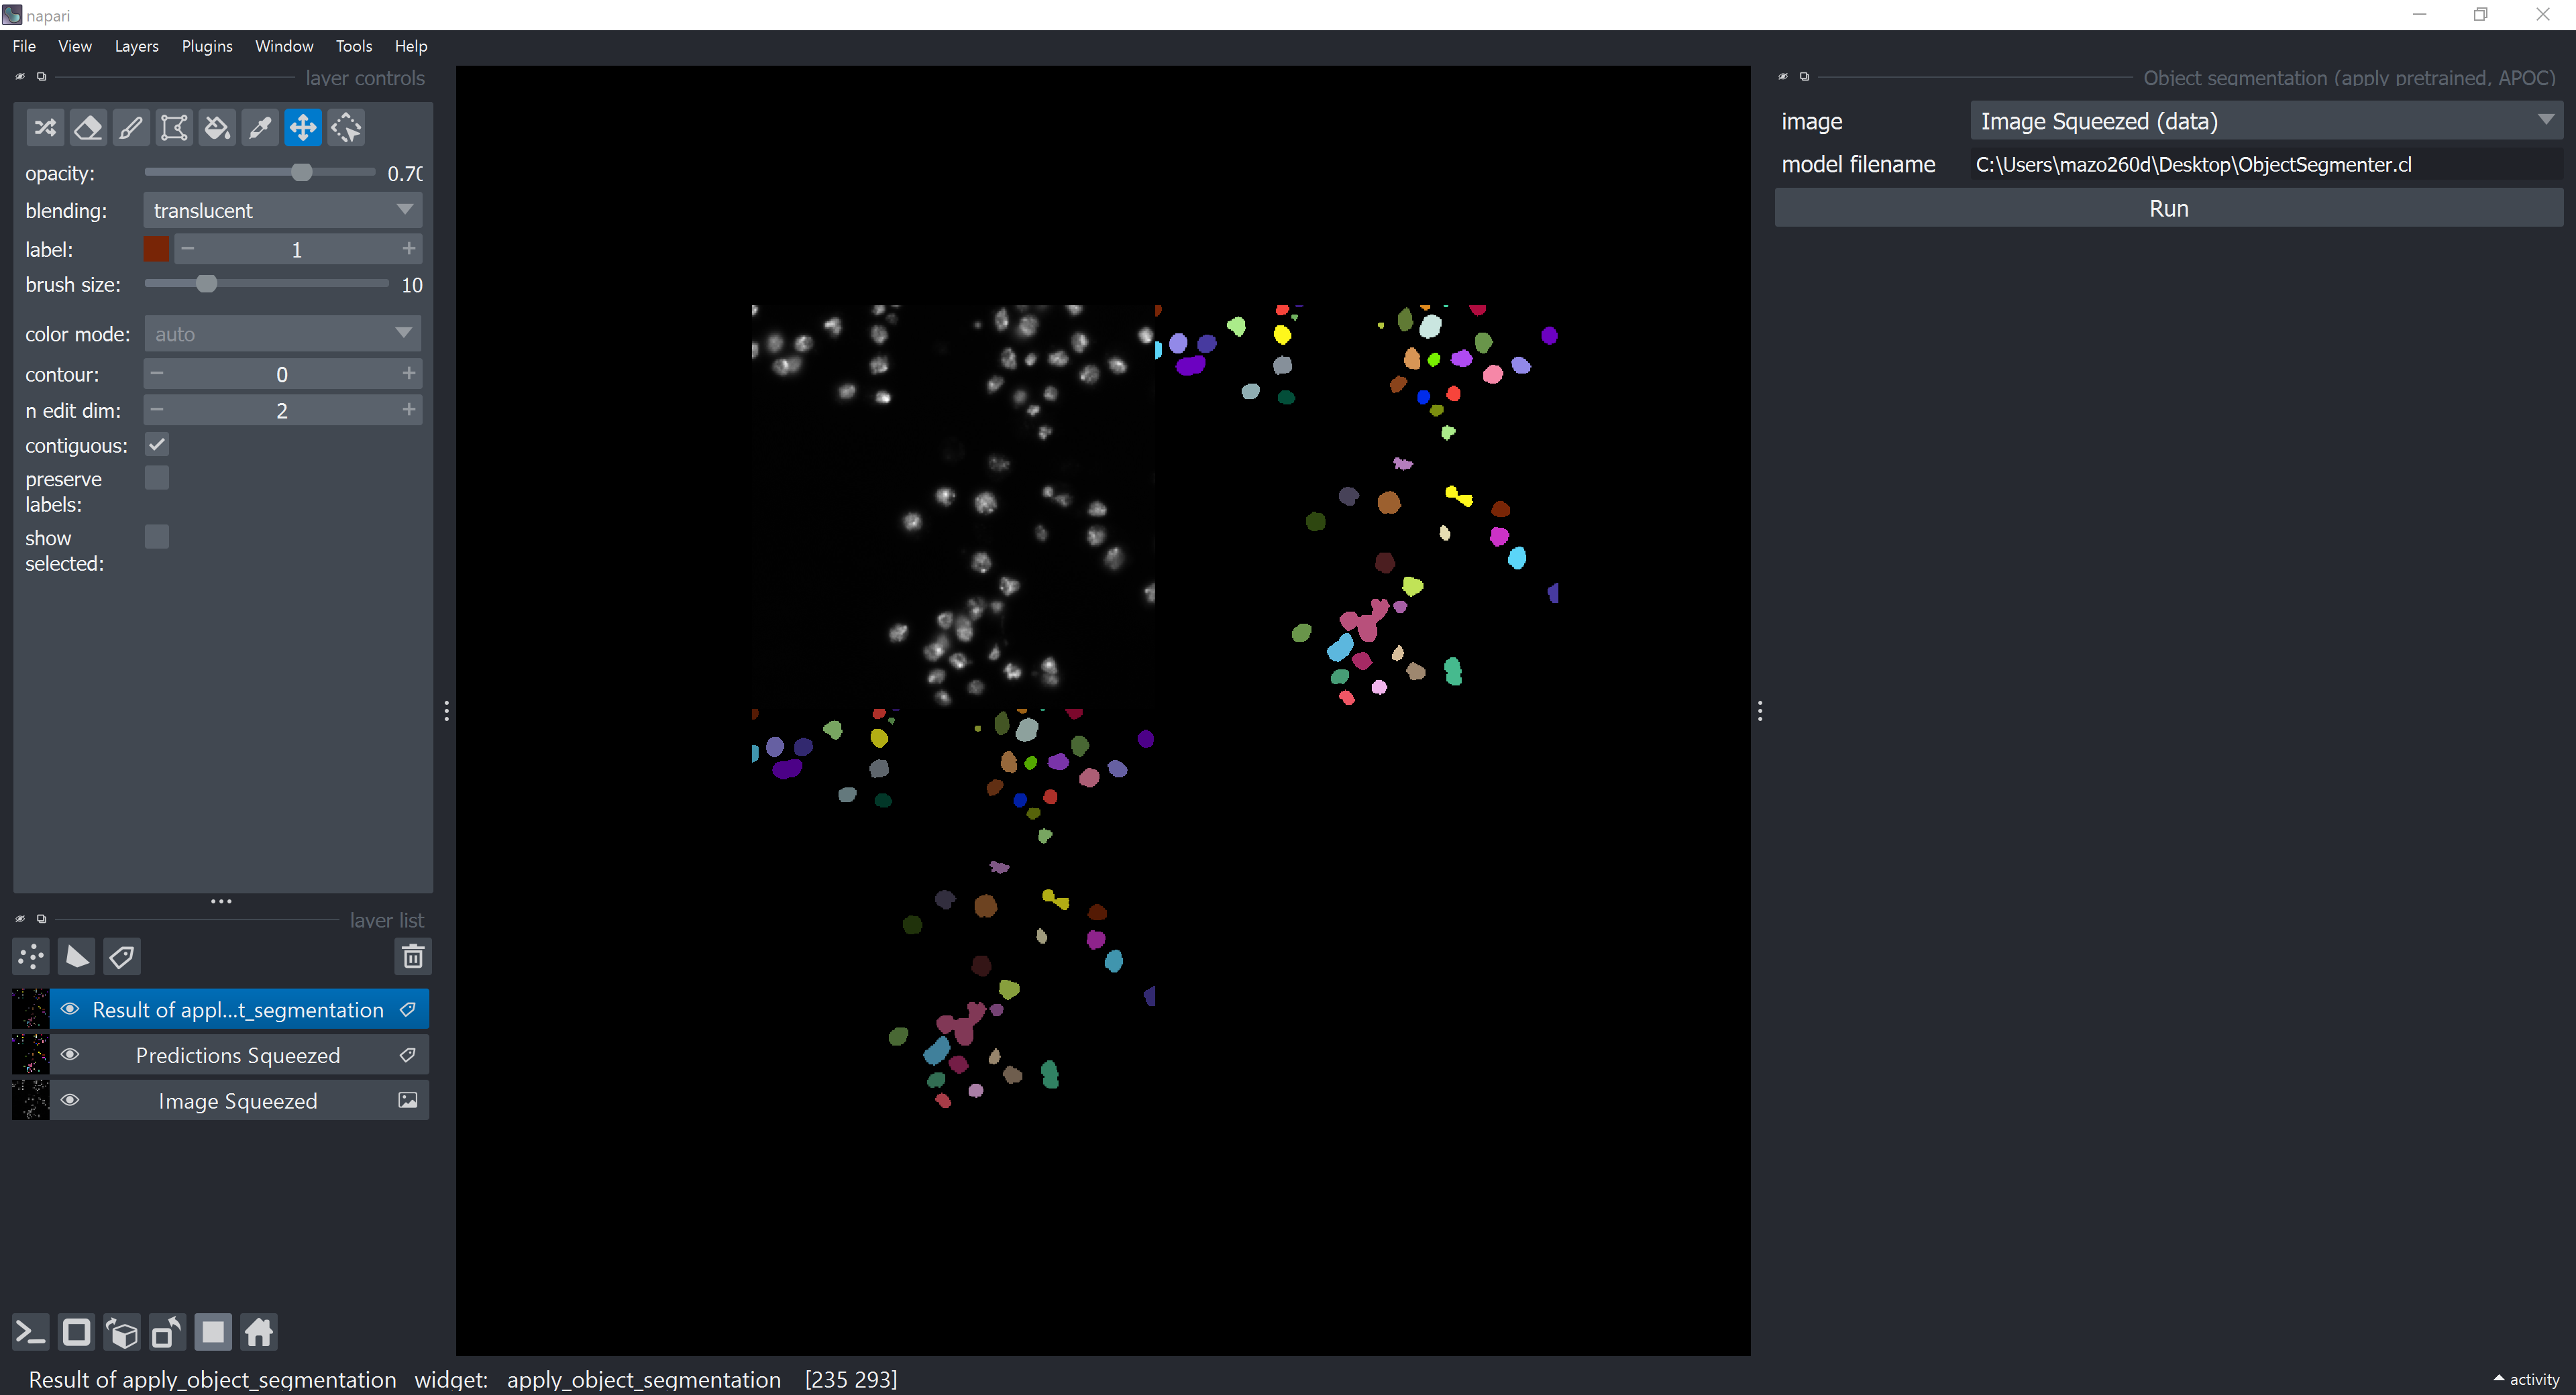 napari
File View Layers Plugins Window Tools Help
layer controls
opacity: 0.70
blending: translucent
label: 1
brush size: 10
color mode: auto
contour: 0
n edit dim: 2
contiguous:
preserve
labels:
show
selected:
layer list
Result of appl...t_segmentation
Predictions Squeezed
Image Squeezed
Object segmentation (apply pretrained, APOC)
image Image Squeezed (data)
model filename C:\Users\mazo260d\Desktop\ObjectSegmenter.cl
Run
Result of apply_object_segmentation widget: apply_object_segmentation [235 293]
activity